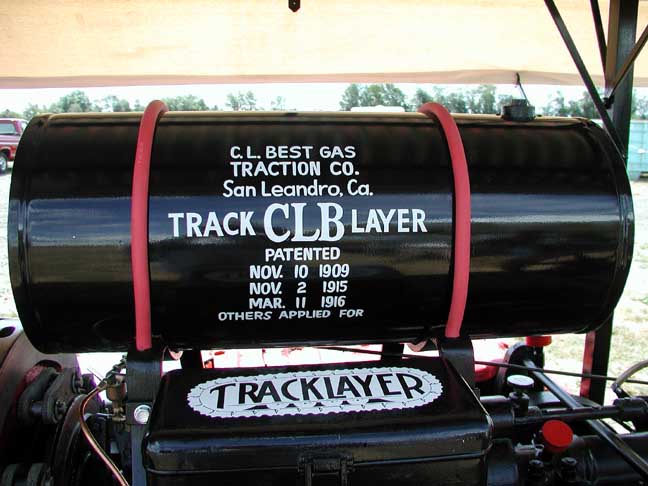 C.L. BEST GAS
TRACTION CO.
San Leandro, Ca.
TRACK CLB LAYER
PATENTED
NOV. 10 1909
NOV. 2 1915
MAR. 11 1916
OTHERS APPLIED FOR
TRACKLAYER